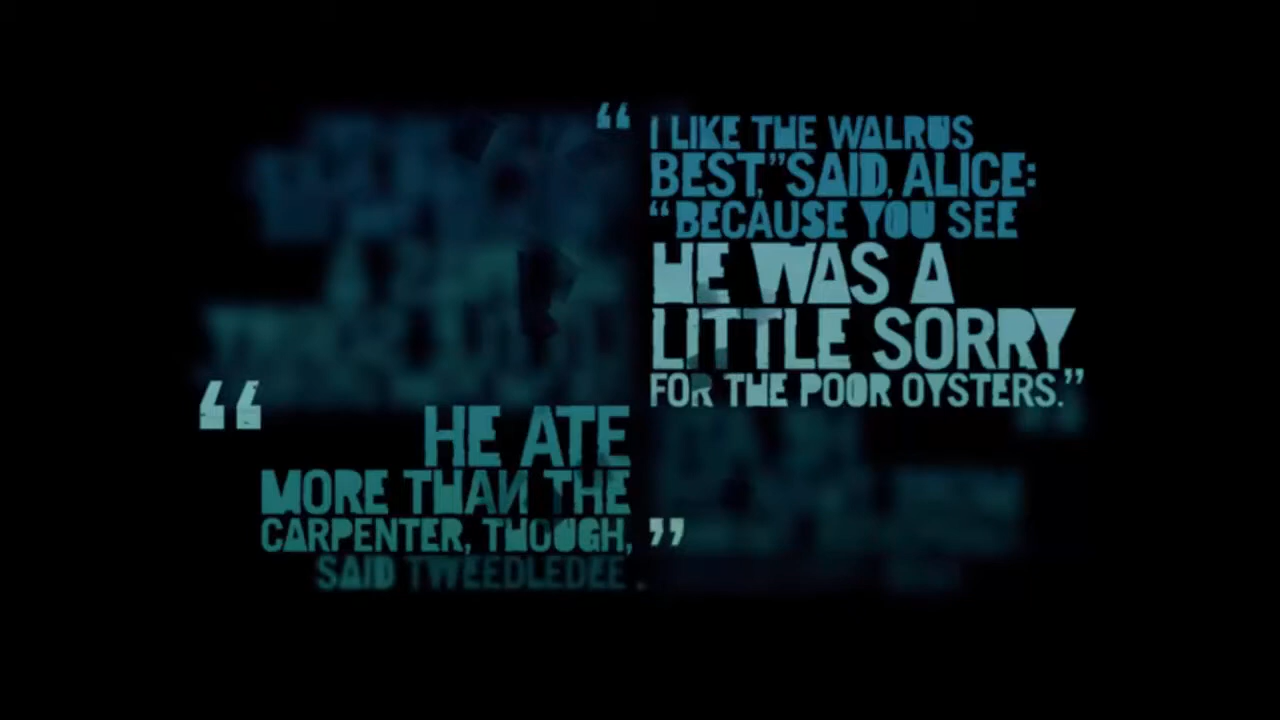 “ I LIKE THE WALRUS
BEST,” SAID, ALICE:
“ BECAUSE YOU SEE
HE WAS A
LITTLE SORRY
FOR THE POOR OYSTERS.”
“ HE ATE
MORE THAN THE
CARPENTER, THOUGH, ”
SAID TWEEDLEDEE .